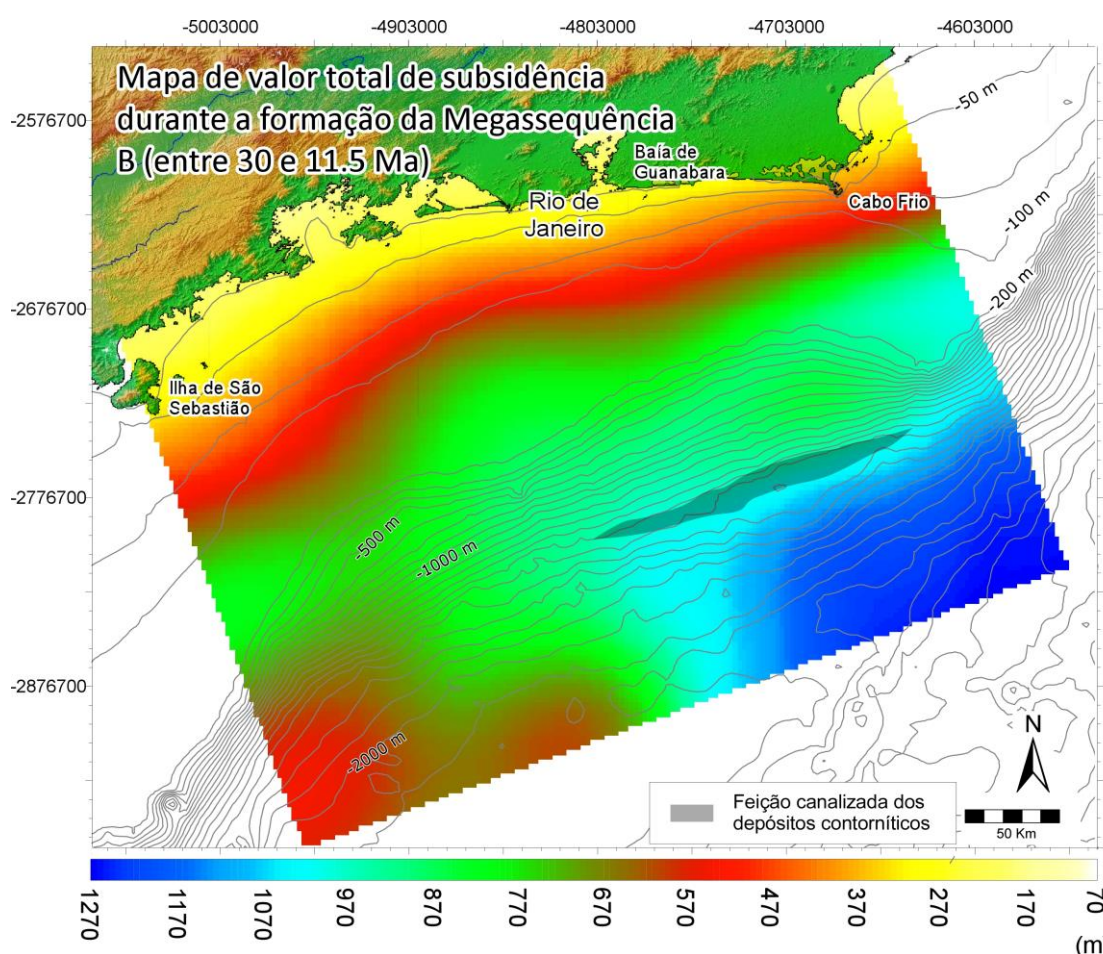 -5003000 -4903000 -4803000 -4703000 -4603000
Mapa de valor total de subsidência
durante a formação da Megassequência
B (entre 30 e 11.5 Ma)
-50 m
-2576700
Baía de
Guanabara
Rio de
Janeiro
Cabo Frio
-100 m
-200 m
-2676700
Ilha de São
Sebastião
-2776700
-500 m
-1000 m
-2876700
-2000 m
N
Feição canalizada dos
depósitos contorníticos
50 Km
1270 1170 1070 970 870 770 670 570 470 370 270 170 70
(m